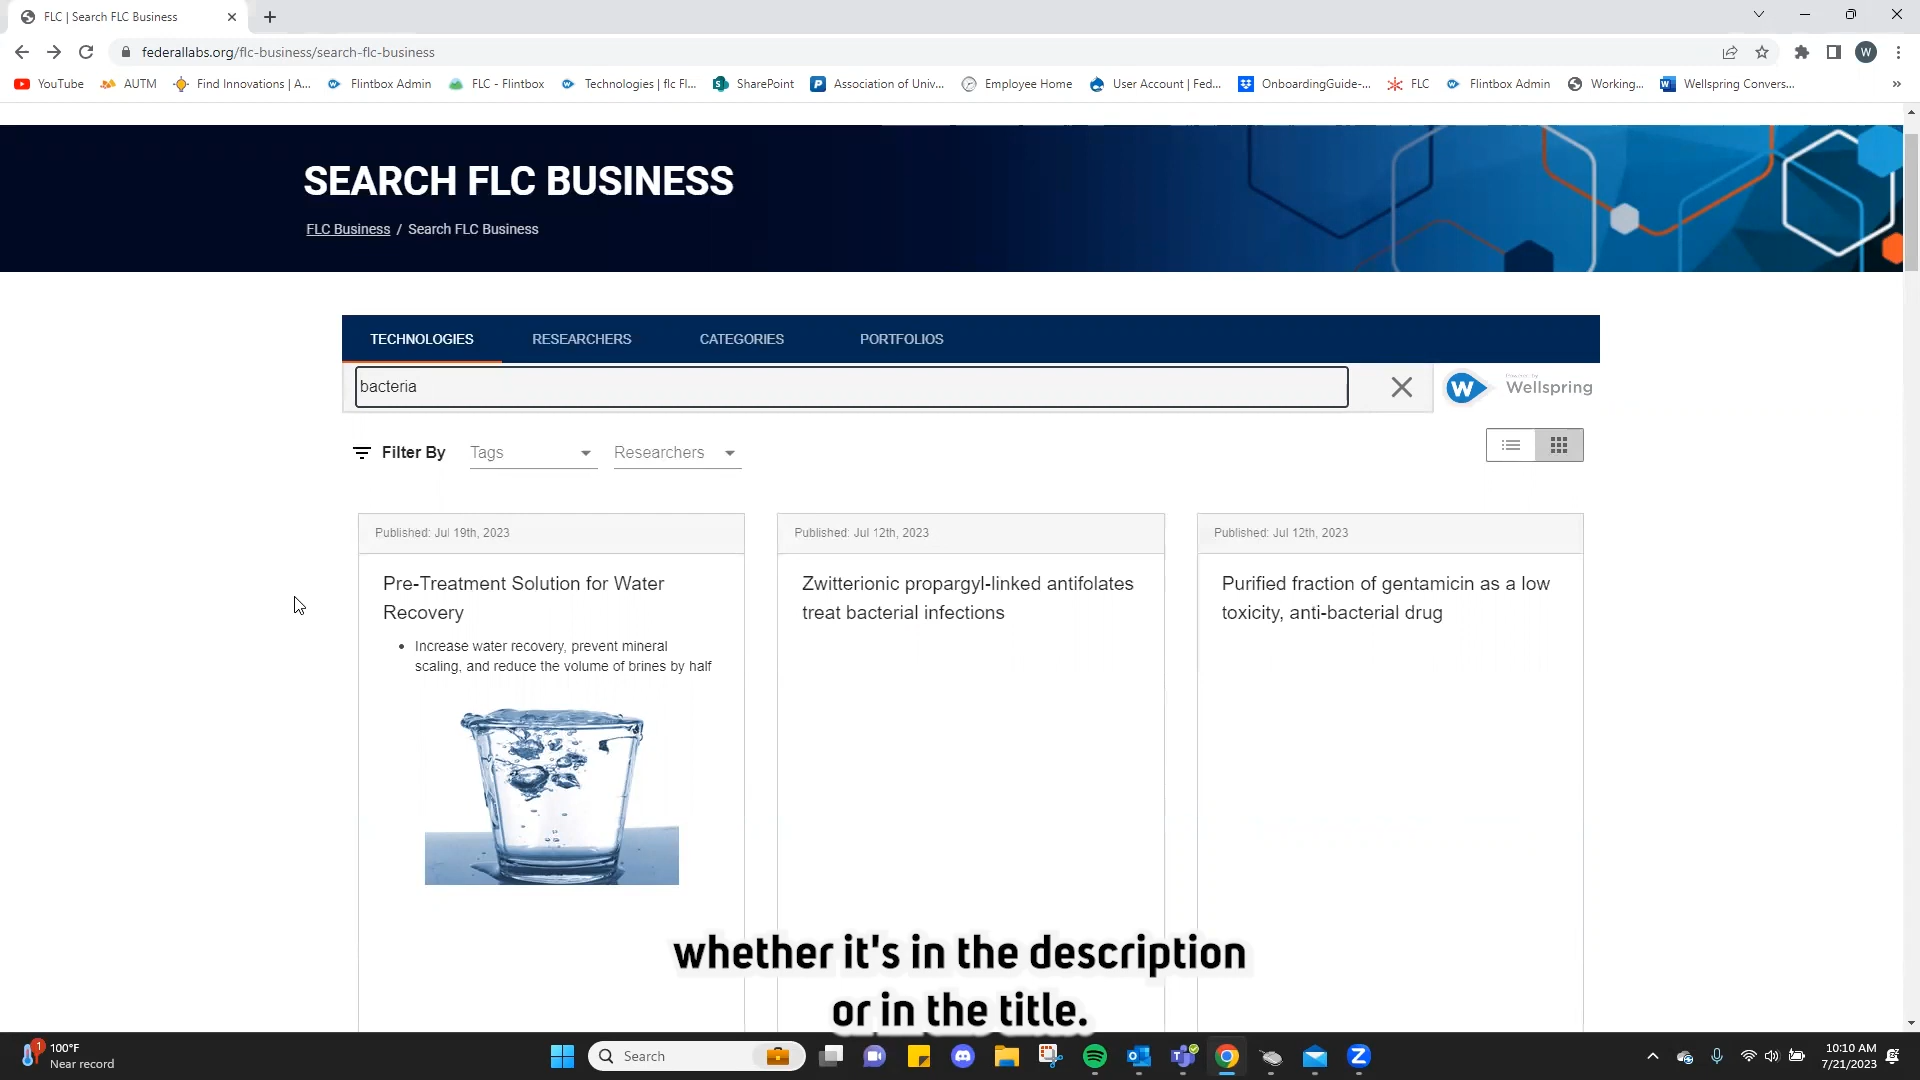 FLC | Search FLC Business
federallabs.org/flc-business/search-flc-business
W
YouTube AUTM Find Innovations | A... Flintbox Admin FLC - Flintbox Technologies | flc Fl... SharePoint Association of Univ... Employee Home User Account | Fed... OnboardingGuide-... FLC Flintbox Admin Working... Wellspring Convers... »
SEARCH FLC BUSINESS
FLC Business / Search FLC Business
TECHNOLOGIES RESEARCHERS CATEGORIES PORTFOLIOS
bacteria
W Powered by Wellspring
Filter By Tags Researchers
Published: Jul 19th, 2023
Pre-Treatment Solution for Water
Recovery
• Increase water recovery, prevent mineral
scaling, and reduce the volume of brines by half
Published: Jul 12th, 2023
Zwitterionic propargyl-linked antifolates
treat bacterial infections
Published: Jul 12th, 2023
Purified fraction of gentamicin as a low
toxicity, anti-bacterial drug
whether it's in the description
or in the title.
1
100°F
Near record
Search
10:10 AM
7/21/2023